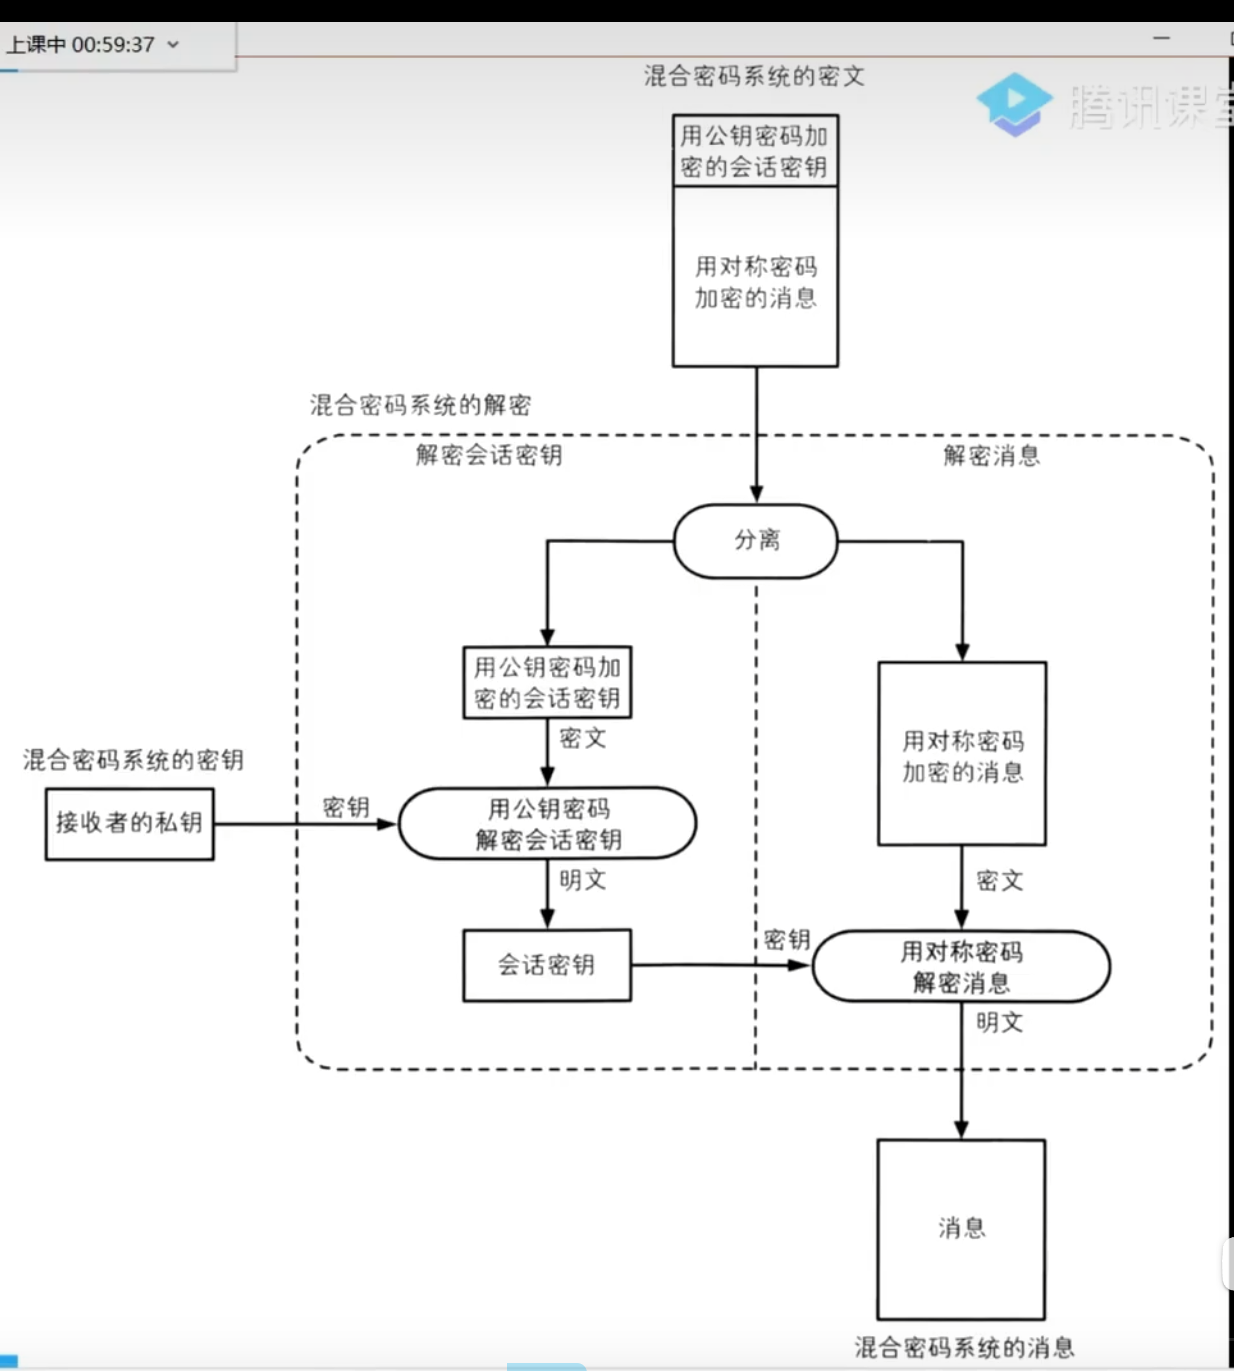 上课中 00:59:37
混合密码系统的密文
腾讯课堂
用公钥密码加
密的会话密钥
用对称密码
加密的消息
混合密码系统的解密
解密会话密钥
解密消息
分离
用公钥密码加
密的会话密钥
密文
用对称密码
加密的消息
混合密码系统的密钥
接收者的私钥
密钥
用公钥密码
解密会话密钥
明文
密文
会话密钥
密钥
用对称密码
解密消息
明文
消息
混合密码系统的消息